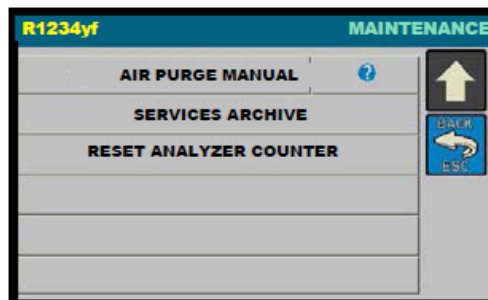 R1234yf MAINTENANCE
AIR PURGE MANUAL ?
SERVICES ARCHIVE
RESET ANALYZER COUNTER
BACK
ESC